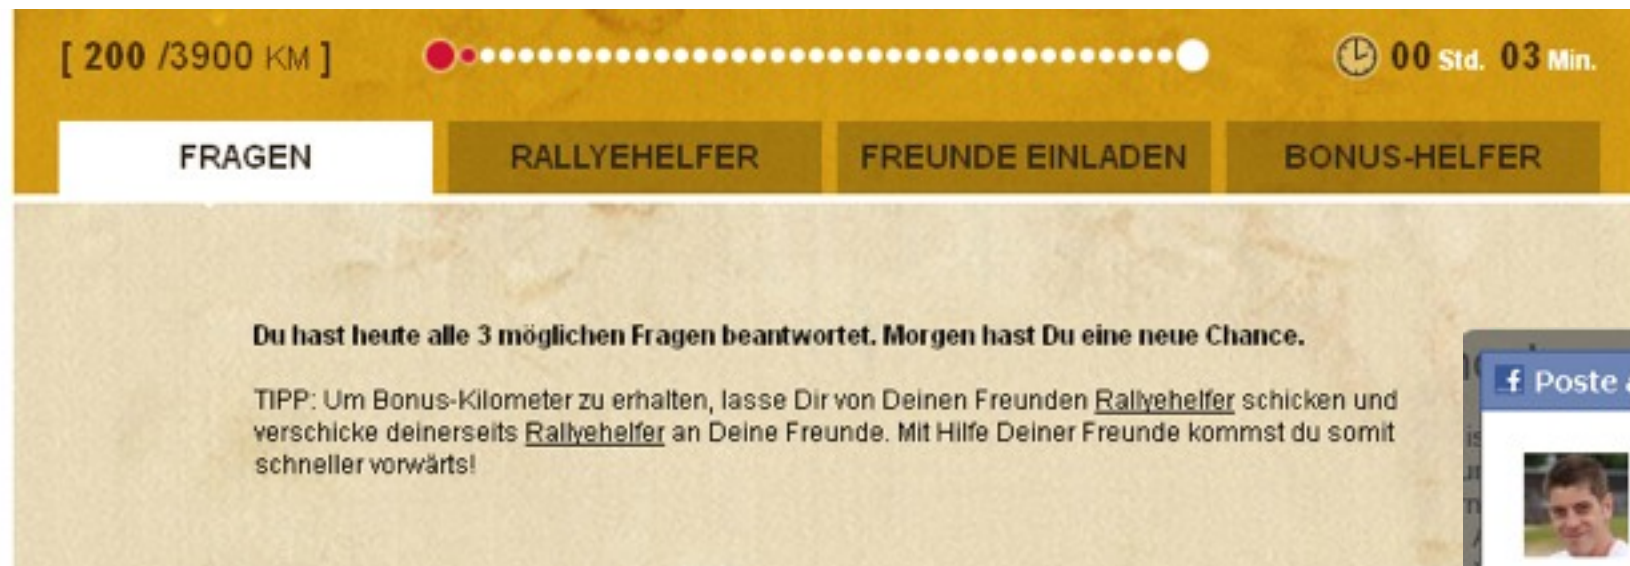 [ 200 /3900 KM ]
00 Std. 03 Min.
FRAGEN
RALLYEHELFER
FREUNDE EINLADEN
BONUS-HELFER
Du hast heute alle 3 möglichen Fragen beantwortet. Morgen hast Du eine neue Chance.
TIPP: Um Bonus-Kilometer zu erhalten, lasse Dir von Deinen Freunden Rallyehelfer schicken und
verschicke deinerseits Rallyehelfer an Deine Freunde. Mit Hilfe Deiner Freunde kommst du somit
schneller vorwärts!
f Poste